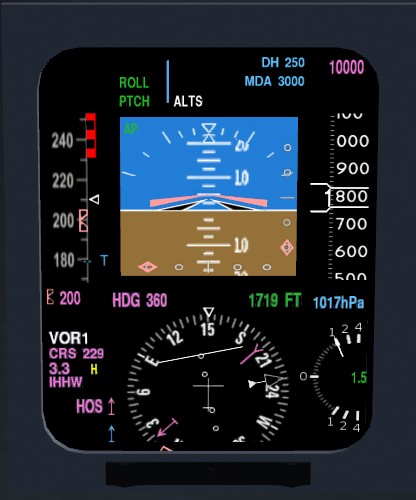 DH 250
MDA 3000
10000
ROLL
PTCH
ALTS
AP
100
240
20
000
900
220
10
800
200
700
10
600
180
T
500
200
HDG 360
1719 FT
1017hPa
VOR1
CRS 229
3.3 H
IHHW
HOS
12
15
S
21
24
W
3
6
E
1 2 4
0
1.5
1 2 4